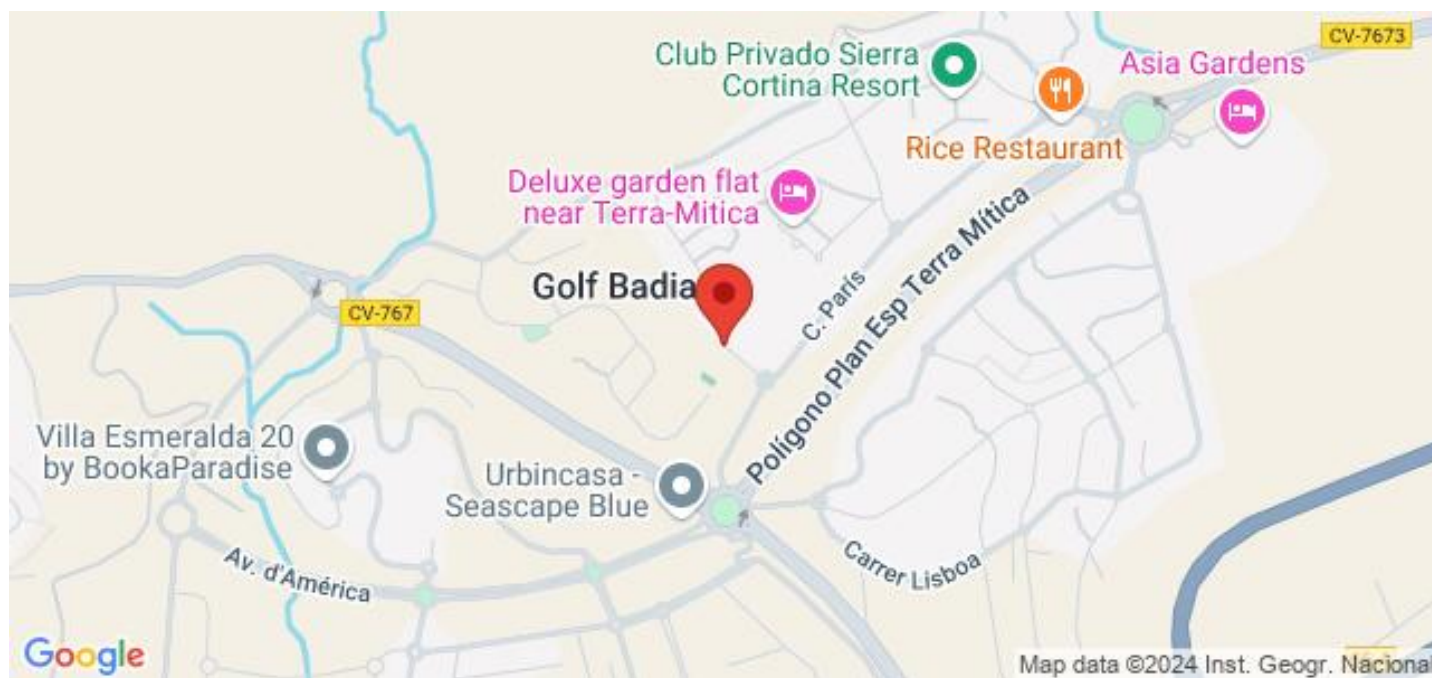 CV-7673
Club Privado Sierra
Cortina Resort
Asia Gardens
Rice Restaurant
Deluxe garden flat
near Terra-Mitica
Golf Badia
CV-767
C. París
Polígono Plan Esp Terra Mítica
Villa Esmeralda 20
by BookaParadise
Urbincasa -
Seascape Blue
Carrer Lisboa
Av. d'América
Google
Map data ©2024 Inst. Geogr. Nacional